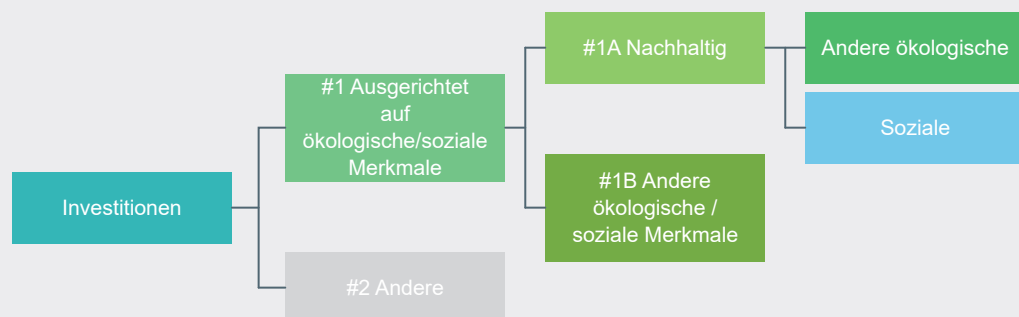 Investitionen
#1 Ausgerichtet
auf
ökologische/soziale
Merkmale
#2 Andere
#1A Nachhaltig
#1B Andere
ökologische /
soziale Merkmale
Andere ökologische
Soziale